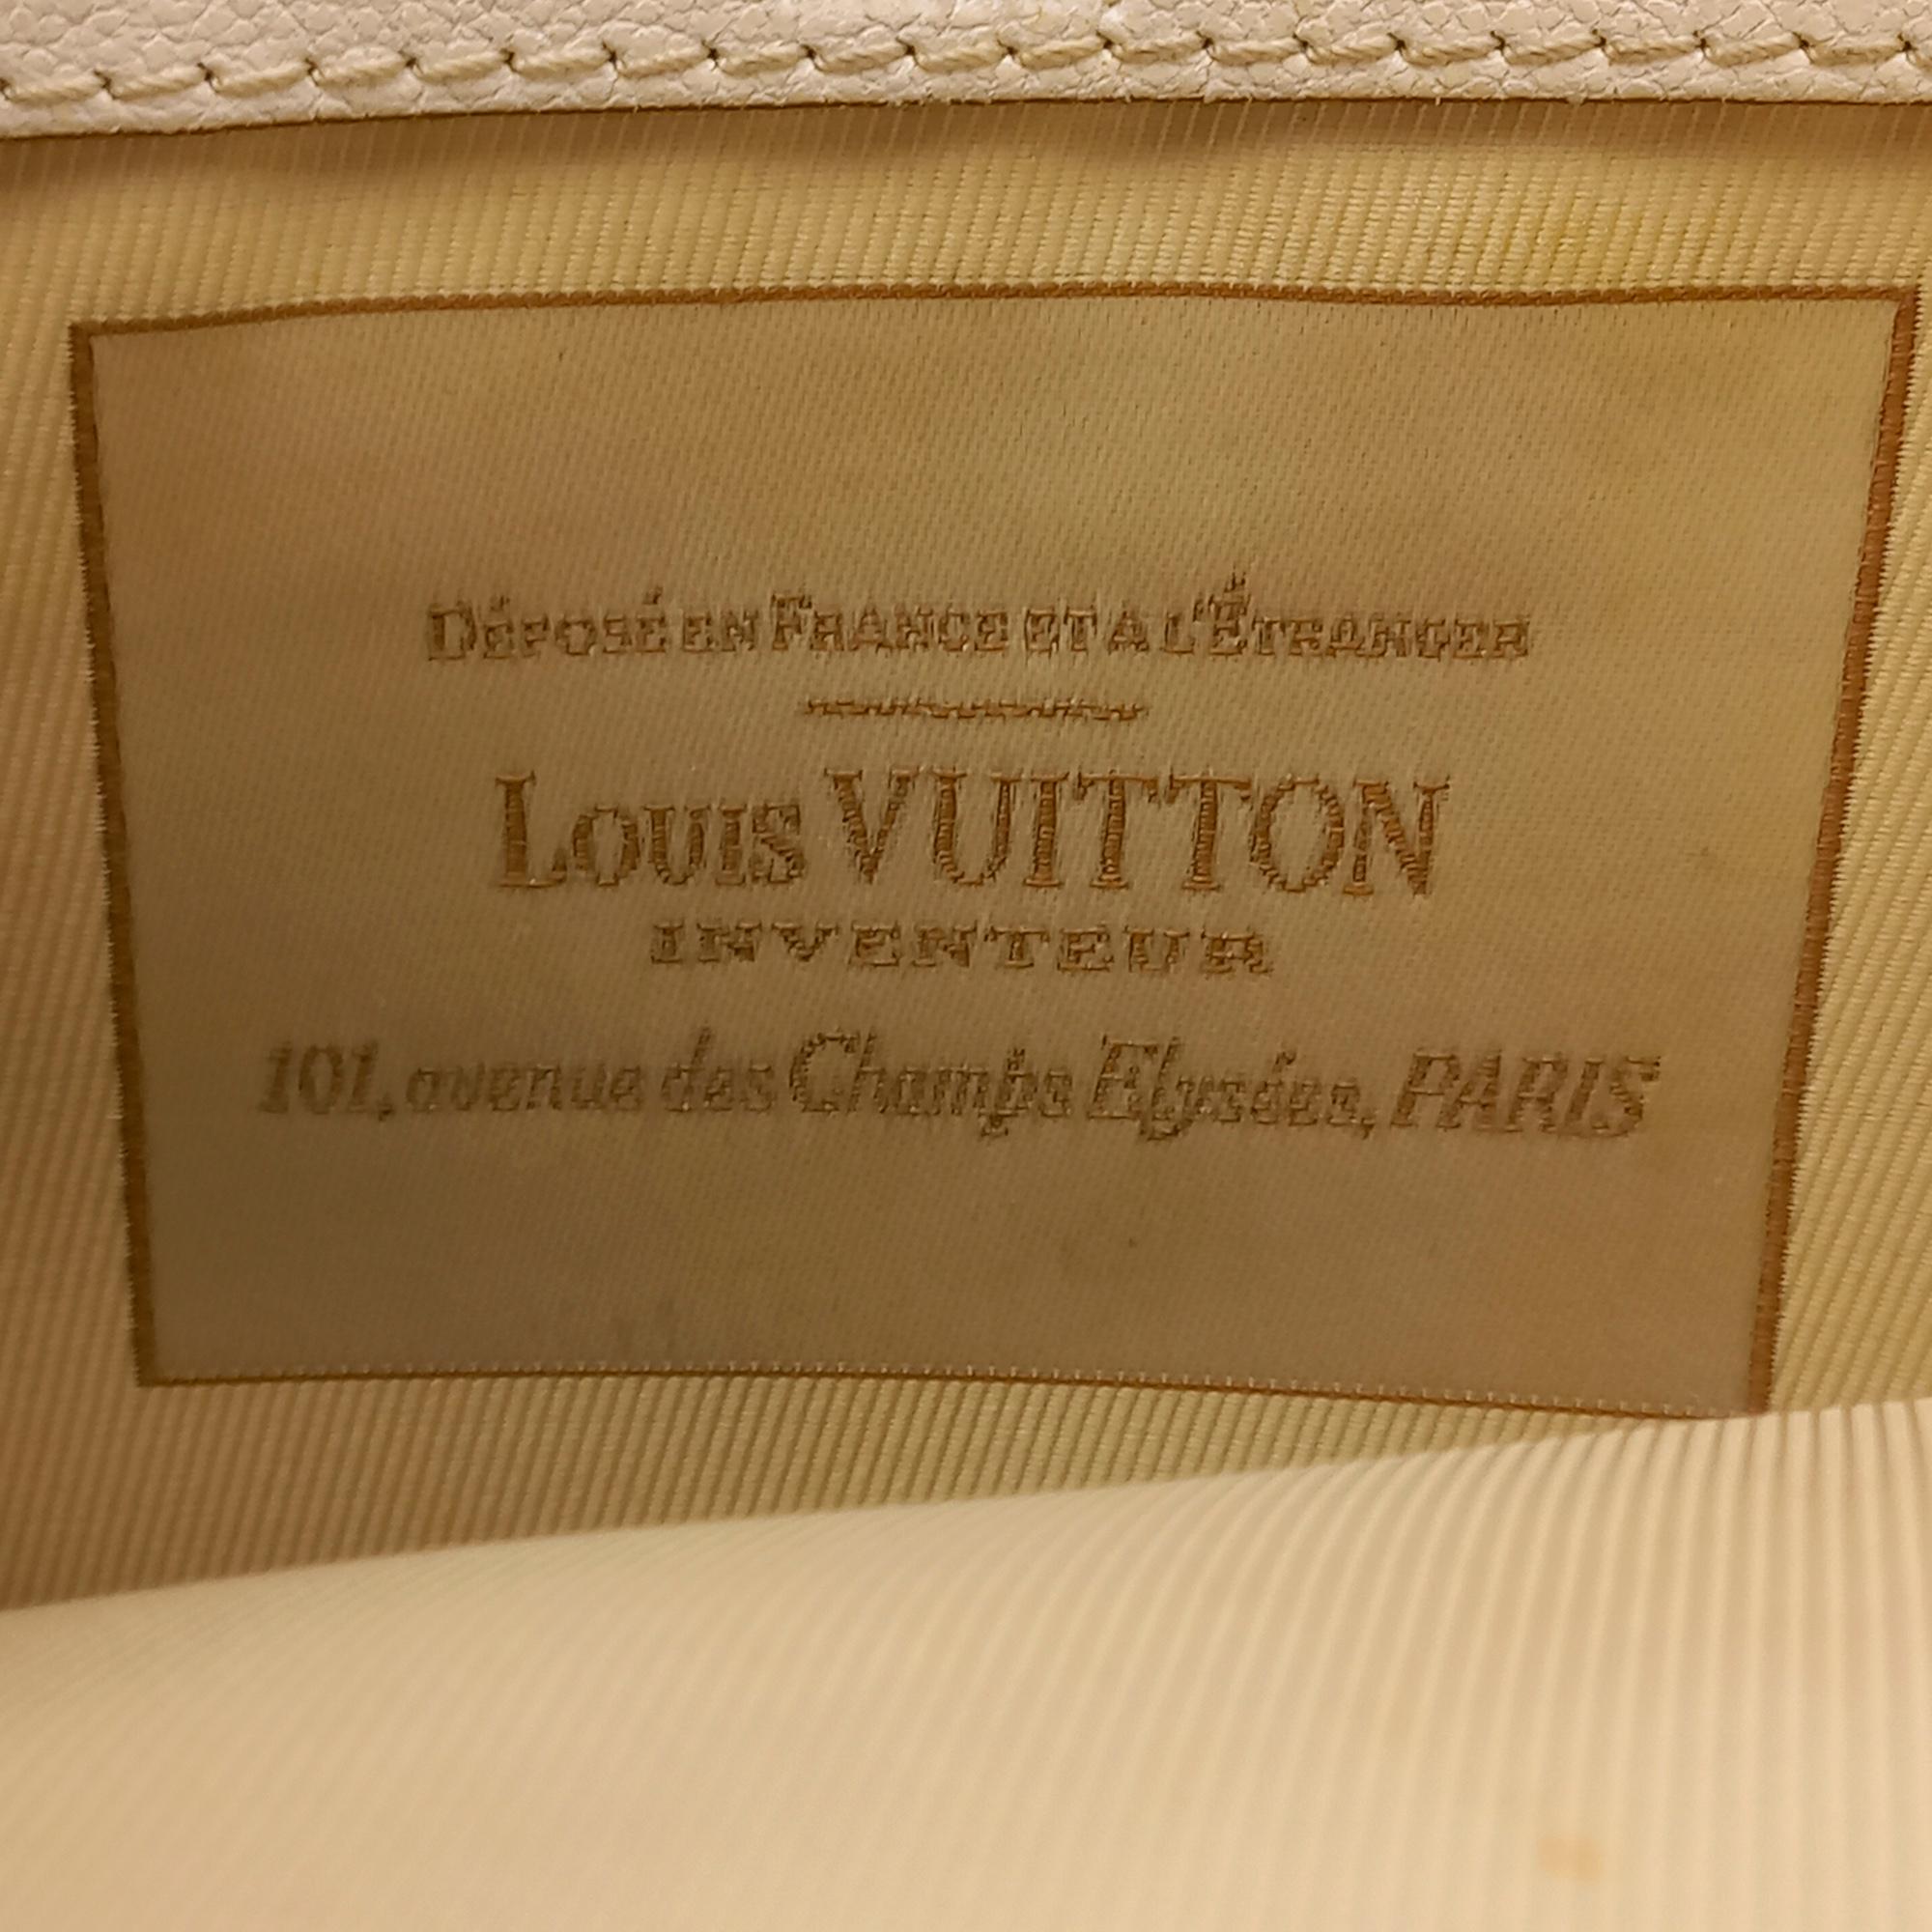 DÉPOSÉ EN FRANCE ET A L'ÉTRANGER
LOUIS VUITTON
INVENTEUR
101, avenue des Champs Elysées, PARIS